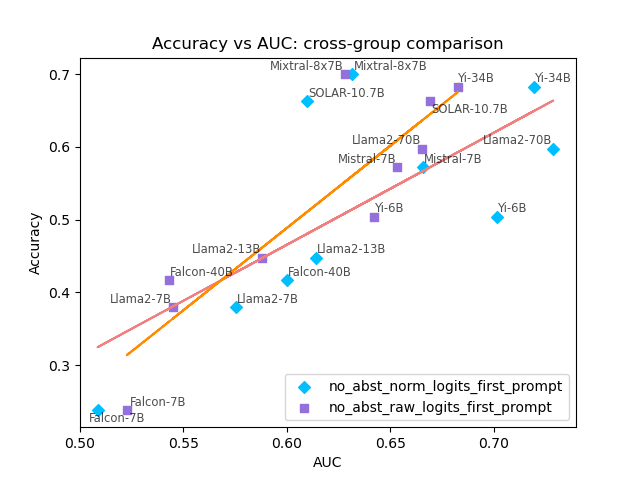 Accuracy vs AUC: cross-group comparison
0.7
Mixtral-8x7B
Mixtral-8x7B
Yi-34B
Yi-34B
SOLAR-10.7B
SOLAR-10.7B
0.6
Llama2-70B
Llama2-70B
Mistral-7B
Mistral-7B
0.5
Yi-6B
Yi-6B
Accuracy
Llama2-13B
Llama2-13B
Falcon-40B
Falcon-40B
0.4
Llama2-7B
Llama2-7B
0.3
Falcon-7B
Falcon-7B
no_abst_norm_logits_first_prompt
no_abst_raw_logits_first_prompt
0.50
0.55
0.60
0.65
0.70
AUC